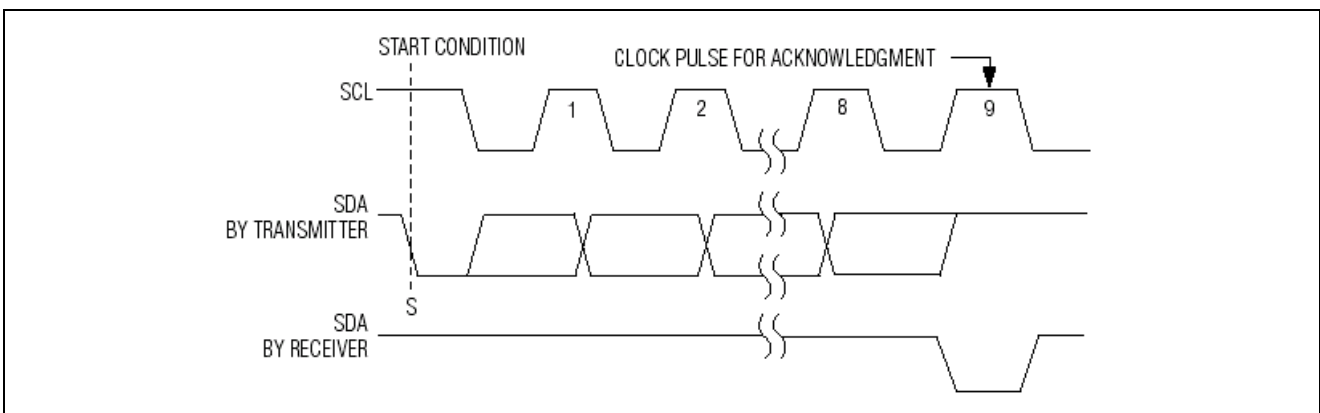 START CONDITION
CLOCK PULSE FOR ACKNOWLEDGMENT
SCL
1
2
8
9
SDA
BY TRANSMITTER
S
SDA
BY RECEIVER